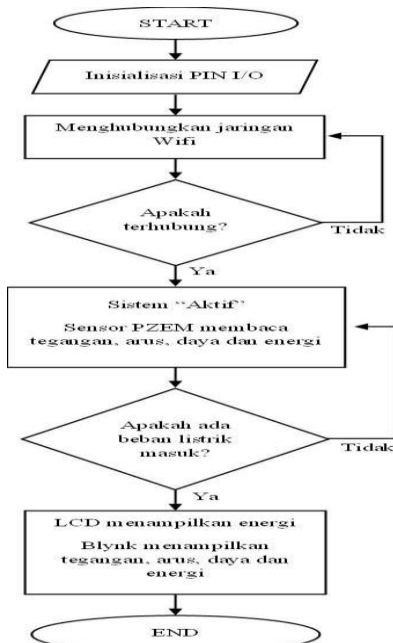 START
Inisialisasi PIN I/O
Menghubungkan jaringan
Wifi
Apakah
terhubung?
Tidak
Ya
Sistem “Aktif”
Sensor PZEM membaca
tegangan, arus, daya dan energi
Apakah ada
beban listrik
masuk?
Tidak
Ya
LCD menampilkan energi
Blynk menampilkan
tegangan, arus, daya dan
energi
END